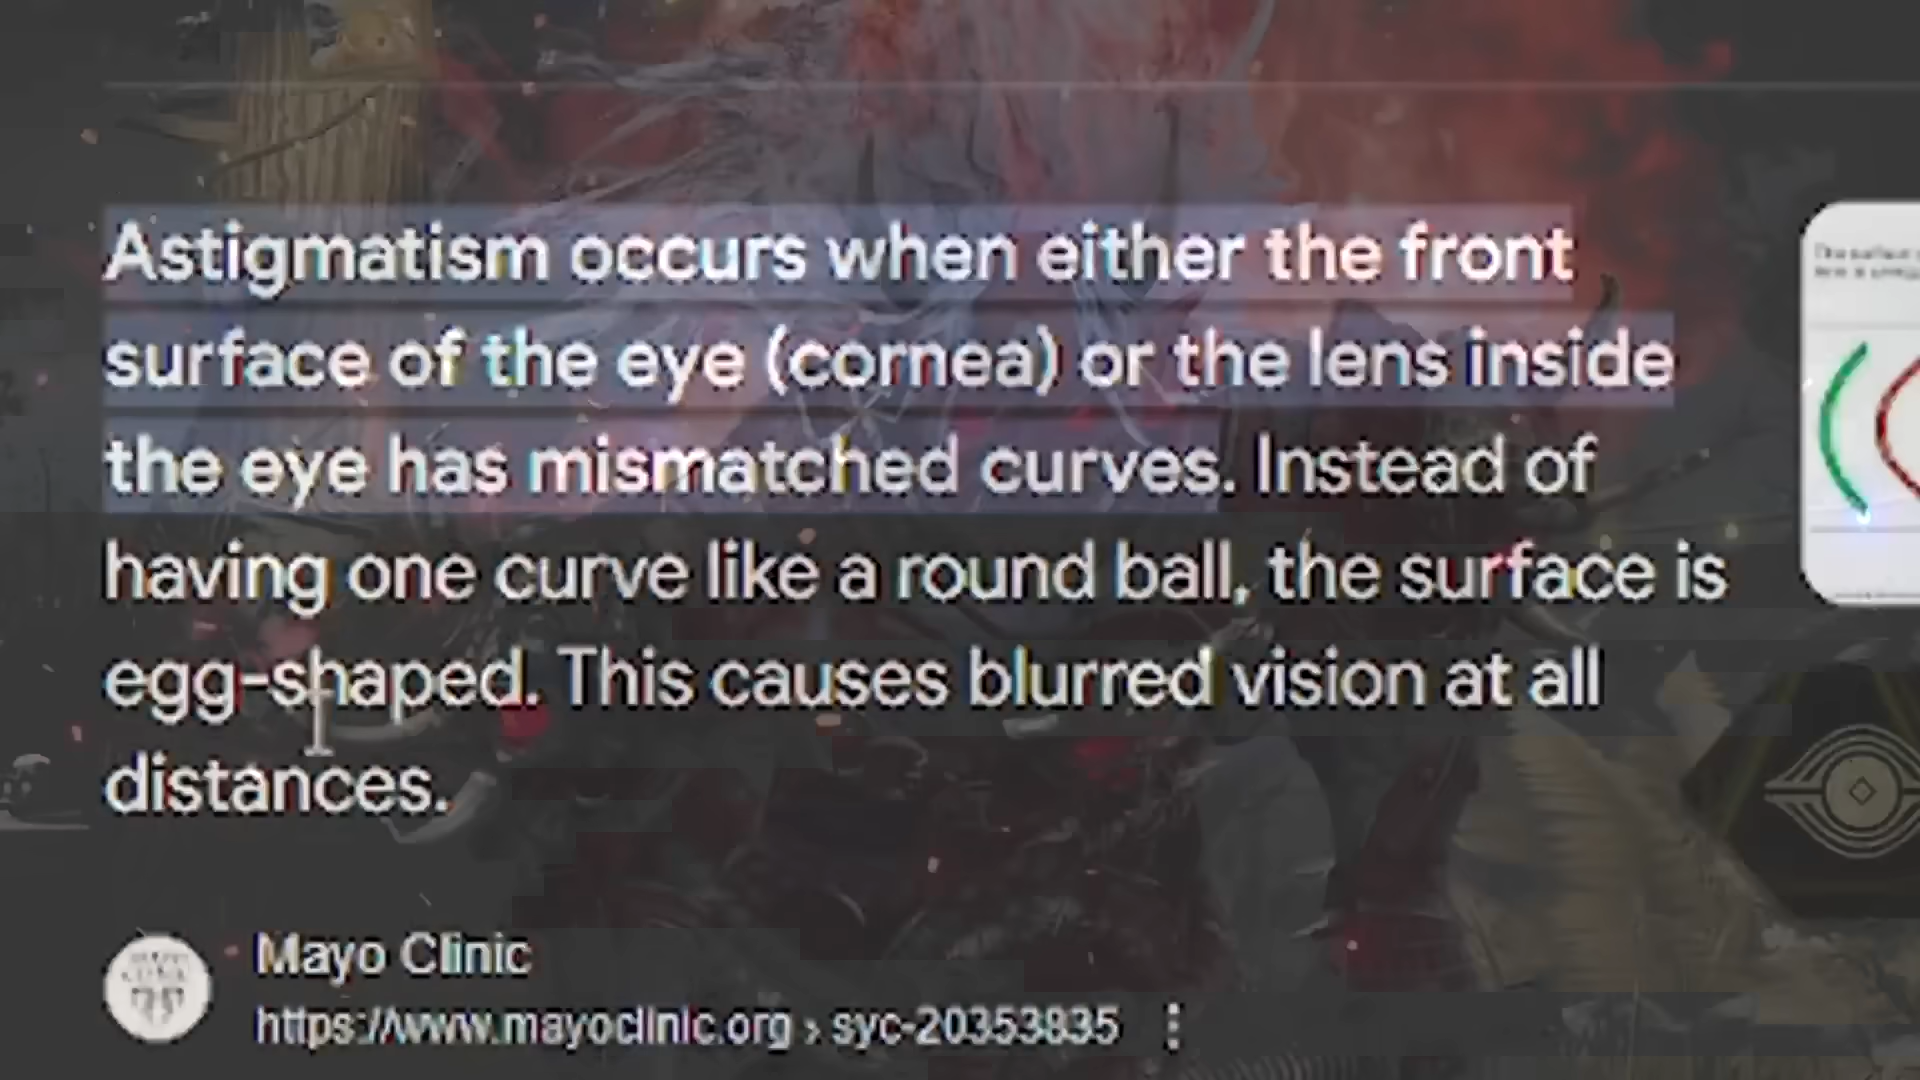 Astigmatism occurs when either the front
surface of the eye (cornea) or the lens inside
the eye has mismatched curves. Instead of
having one curve like a round ball, the surface is
egg-shaped. This causes blurred vision at all
distances.
Mayo Clinic
https://www.mayoclinic.org › syc-20353835